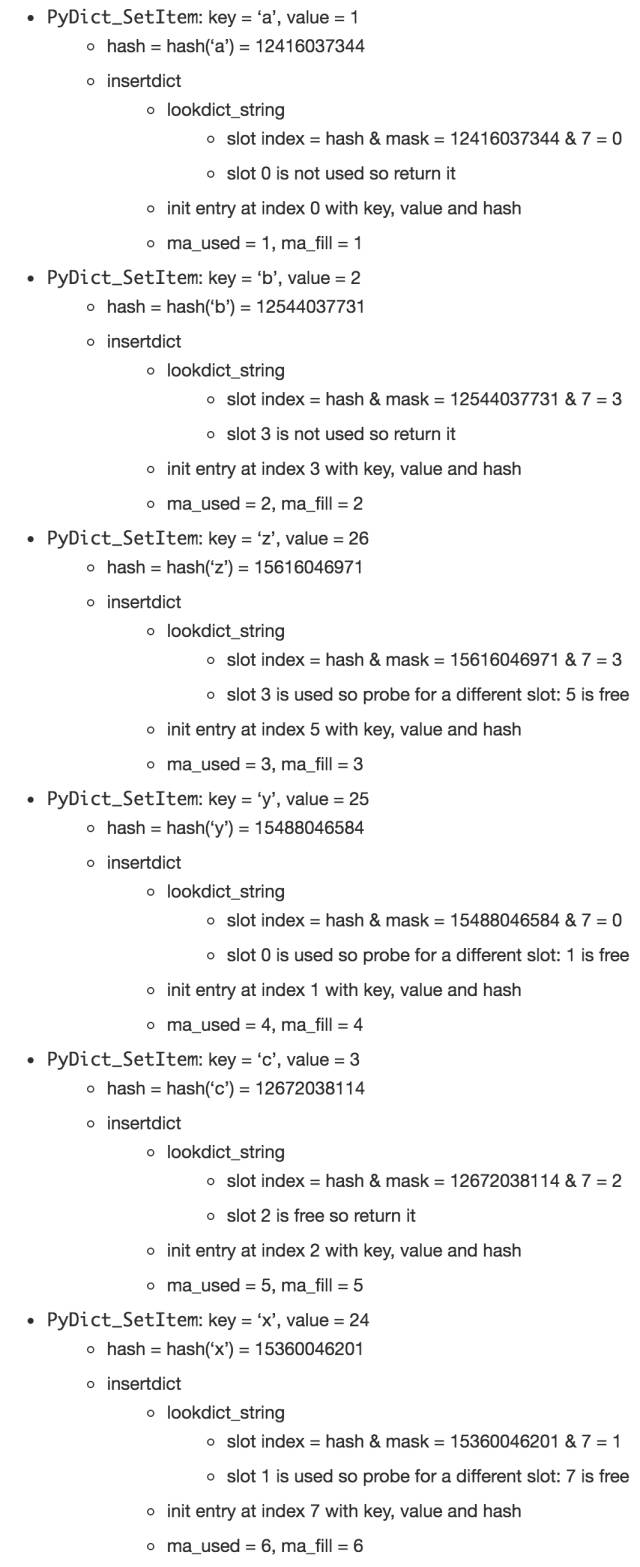 • PyDict_SetItem: key = ‘a’, value = 1
◦ hash = hash(‘a’) = 12416037344
◦ insertdict
◦ lookdict_string
◦ slot index = hash & mask = 12416037344 & 7 = 0
◦ slot 0 is not used so return it
◦ init entry at index 0 with key, value and hash
◦ ma_used = 1, ma_fill = 1
• PyDict_SetItem: key = ‘b’, value = 2
◦ hash = hash(‘b’) = 12544037731
◦ insertdict
◦ lookdict_string
◦ slot index = hash & mask = 12544037731 & 7 = 3
◦ slot 3 is not used so return it
◦ init entry at index 3 with key, value and hash
◦ ma_used = 2, ma_fill = 2
• PyDict_SetItem: key = ‘z’, value = 26
◦ hash = hash(‘z’) = 15616046971
◦ insertdict
◦ lookdict_string
◦ slot index = hash & mask = 15616046971 & 7 = 3
◦ slot 3 is used so probe for a different slot: 5 is free
◦ init entry at index 5 with key, value and hash
◦ ma_used = 3, ma_fill = 3
• PyDict_SetItem: key = ‘y’, value = 25
◦ hash = hash(‘y’) = 15488046584
◦ insertdict
◦ lookdict_string
◦ slot index = hash & mask = 15488046584 & 7 = 0
◦ slot 0 is used so probe for a different slot: 1 is free
◦ init entry at index 1 with key, value and hash
◦ ma_used = 4, ma_fill = 4
• PyDict_SetItem: key = ‘c’, value = 3
◦ hash = hash(‘c’) = 12672038114
◦ insertdict
◦ lookdict_string
◦ slot index = hash & mask = 12672038114 & 7 = 2
◦ slot 2 is free so return it
◦ init entry at index 2 with key, value and hash
◦ ma_used = 5, ma_fill = 5
• PyDict_SetItem: key = ‘x’, value = 24
◦ hash = hash(‘x’) = 15360046201
◦ insertdict
◦ lookdict_string
◦ slot index = hash & mask = 15360046201 & 7 = 1
◦ slot 1 is used so probe for a different slot: 7 is free
◦ init entry at index 7 with key, value and hash
◦ ma_used = 6, ma_fill = 6